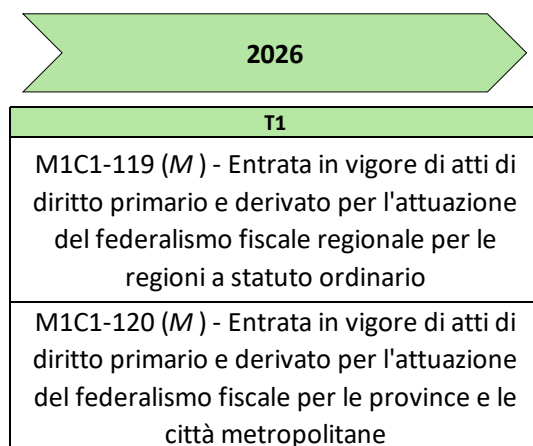 2026
T1
M1C1-119 (M ) - Entrata in vigore di atti di
diritto primario e derivato per l'attuazione
del federalismo fiscale regionale per le
regioni a statuto ordinario
M1C1-120 (M ) - Entrata in vigore di atti di
diritto primario e derivato per l'attuazione
del federalismo fiscale per le province e le
città metropolitane